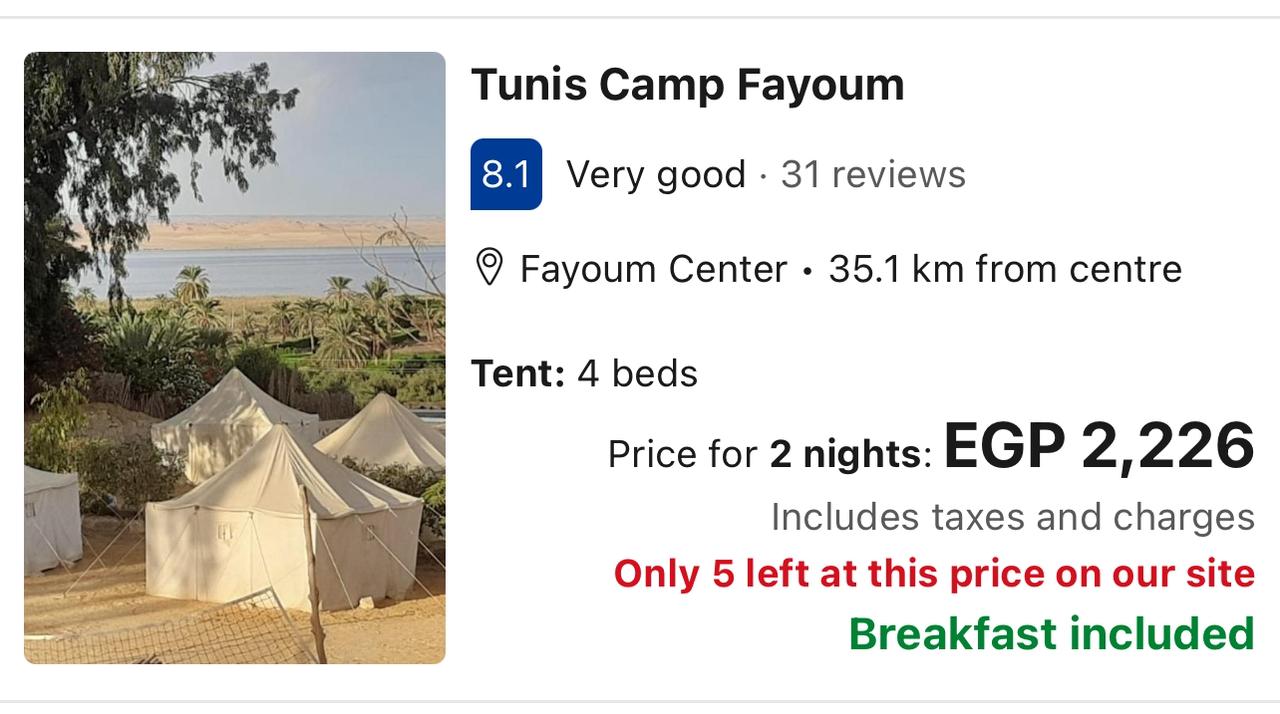 Tunis Camp Fayoum
8.1 Very good · 31 reviews
Fayoum Center • 35.1 km from centre
Tent: 4 beds
Price for 2 nights: EGP 2,226
Includes taxes and charges
Only 5 left at this price on our site
Breakfast included